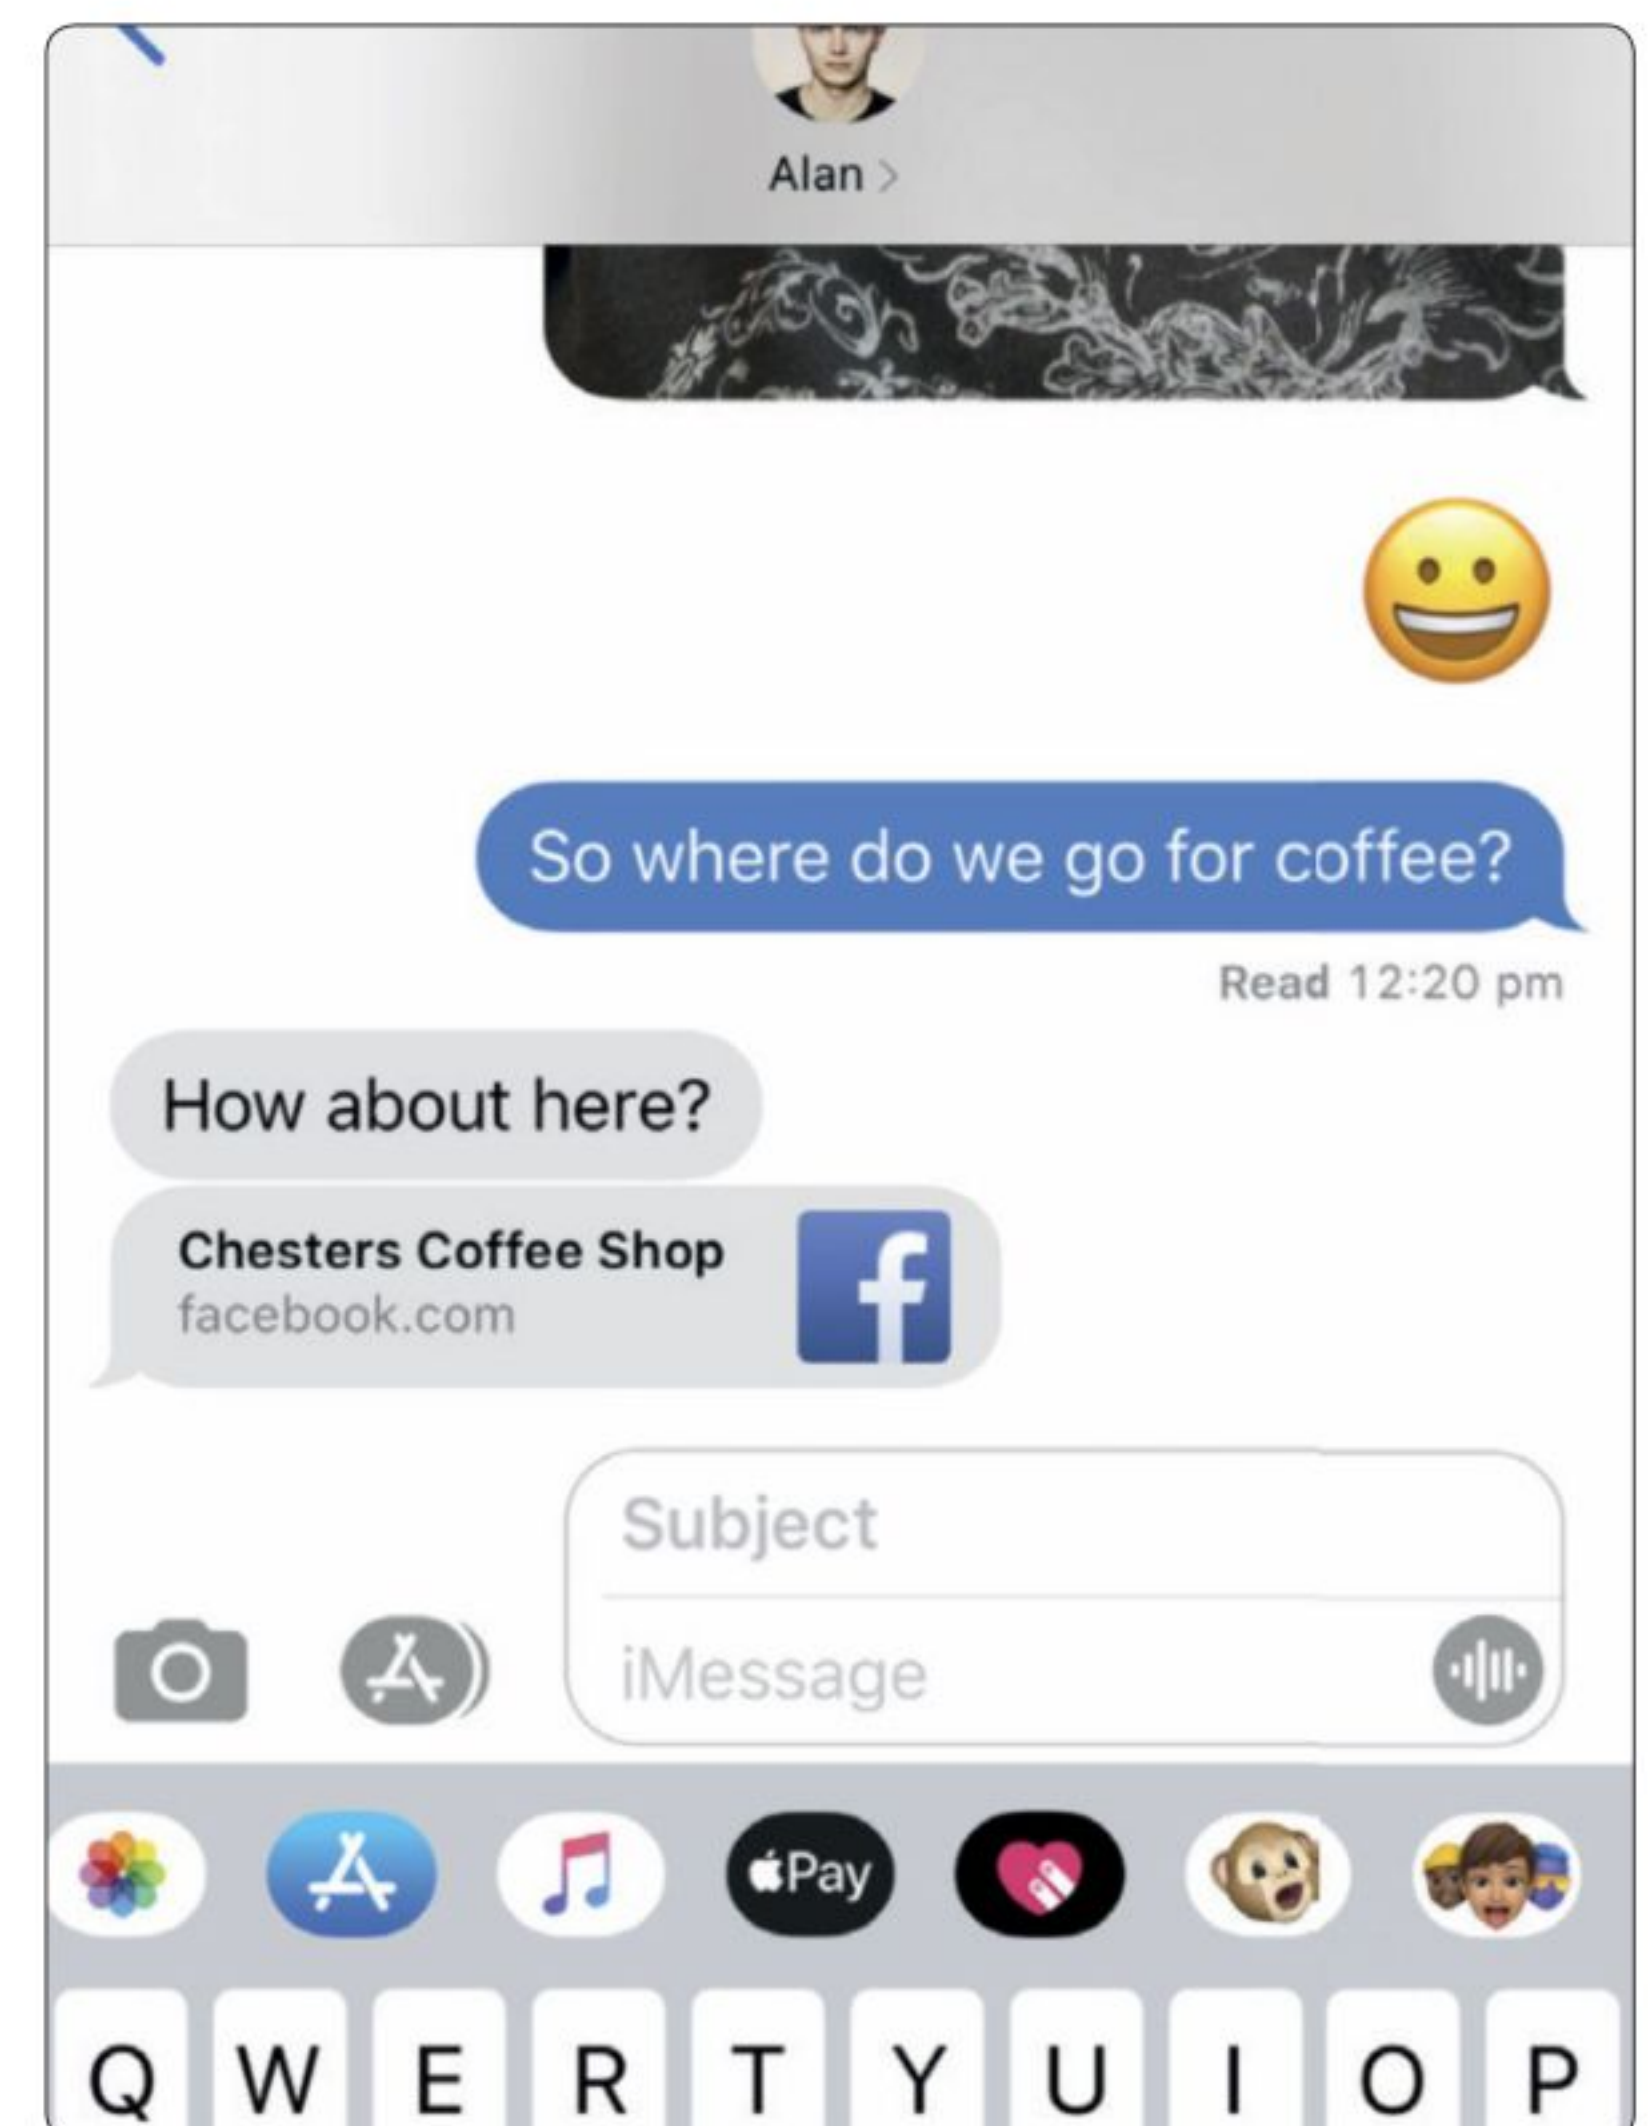 Alan
So where do we go for coffee?
Read 12:20 pm
How about here?
Chesters Coffee Shop
facebook.com
f
Subject
iMessage
Pay
Q W E R T Y U I O P